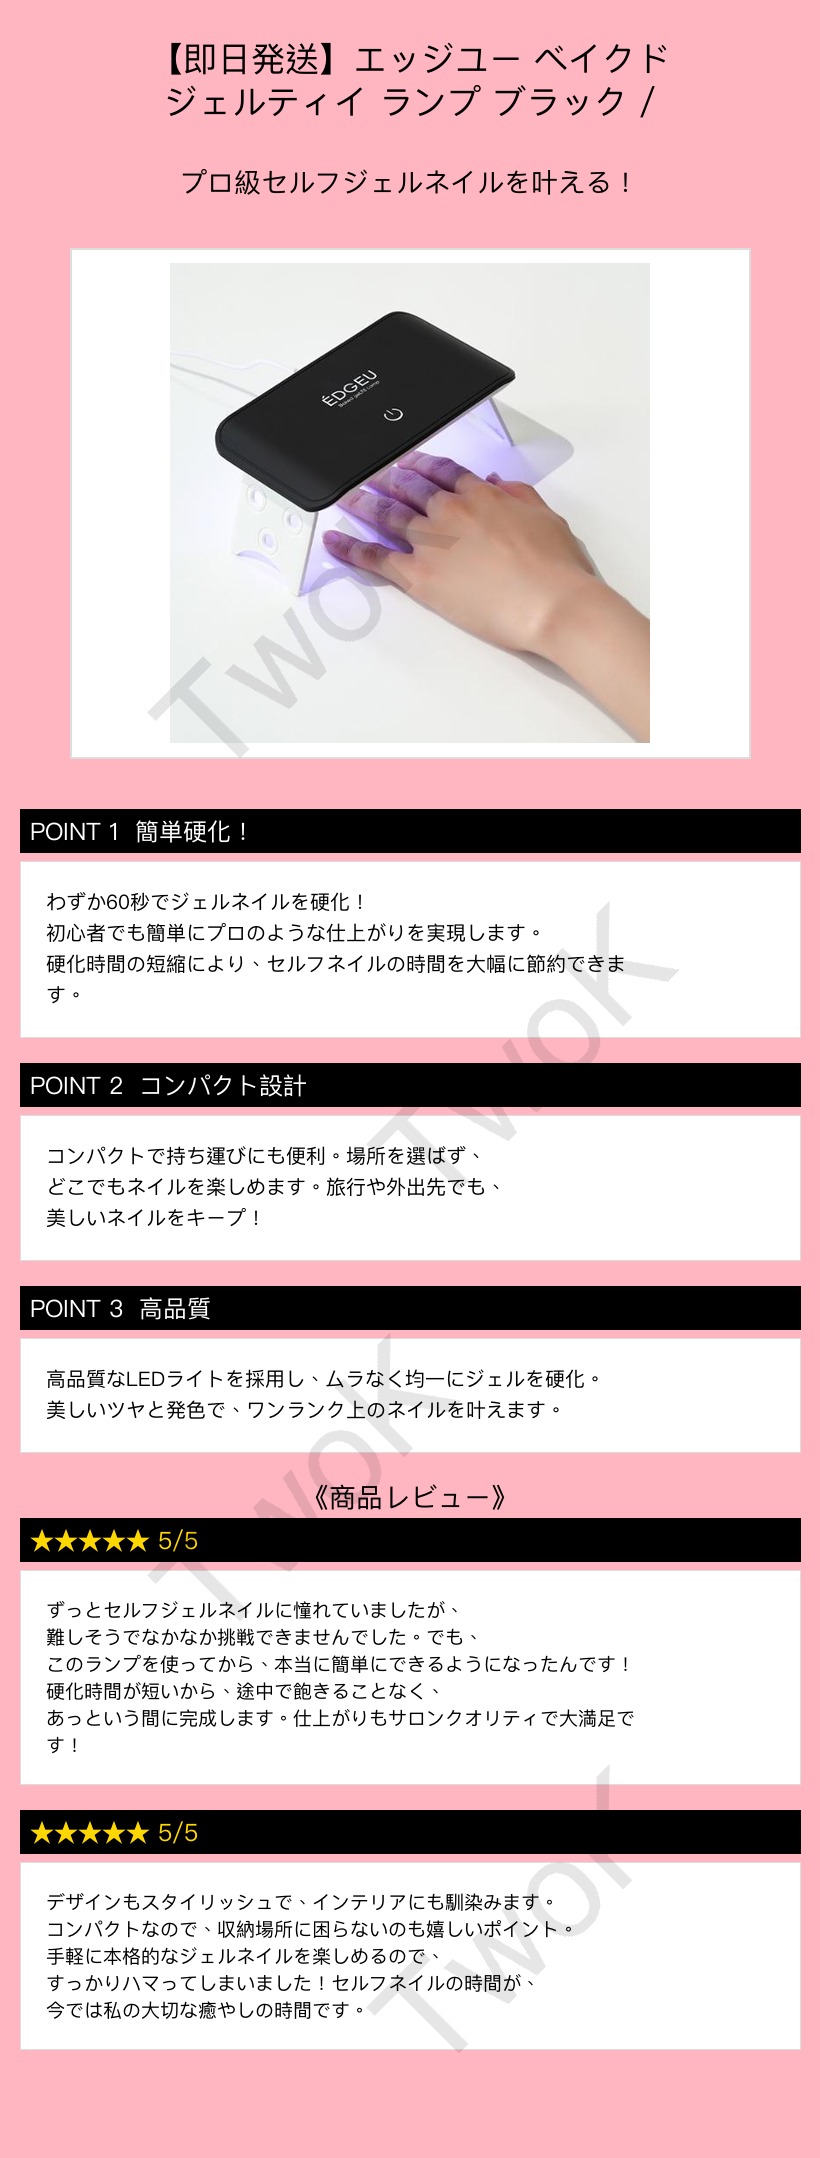 【即日発送】エッジユー ベイクド
ジェルティイ ランプ ブラック /
プロ級セルフジェルネイルを叶える！
ÉDGEU
Baked gelttii Lamp
TwoK
POINT 1 簡単硬化！
わずか60秒でジェルネイルを硬化！
初心者でも簡単にプロのような仕上がりを実現します。
硬化時間の短縮により、セルフネイルの時間を大幅に節約できま
す。
TwoK
POINT 2 コンパクト設計
コンパクトで持ち運びにも便利。場所を選ばず、
どこでもネイルを楽しめます。旅行や外出先でも、
美しいネイルをキープ！
POINT 3 高品質
高品質なLEDライトを採用し、ムラなく均一にジェルを硬化。
美しいツヤと発色で、ワンランク上のネイルを叶えます。
TwoK
《商品レビュー》
★★★★★ 5/5
ずっとセルフジェルネイルに憧れていましたが、
難しそうでなかなか挑戦できませんでした。でも、
このランプを使ってから、本当に簡単にできるようになったんです！
硬化時間が短いから、途中で飽きることなく、
あっという間に完成します。仕上がりもサロンクオリティで大満足で
す！
★★★★★ 5/5
デザインもスタイリッシュで、インテリアにも馴染みます。
コンパクトなので、収納場所に困らないのも嬉しいポイント。
手軽に本格的なジェルネイルを楽しめるので、
すっかりハマってしまいました！セルフネイルの時間が、
今では私の大切な癒やしの時間です。
TwoK